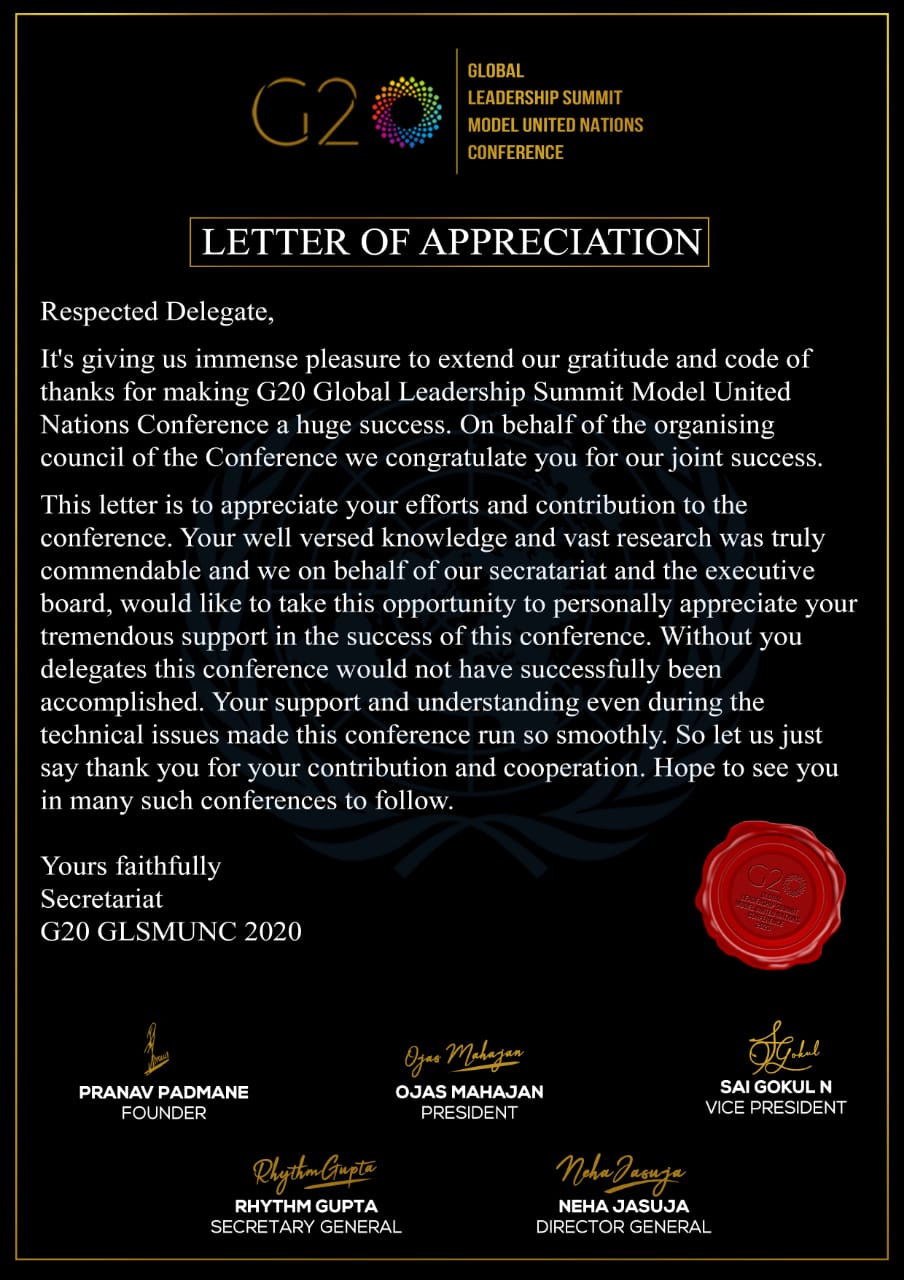 G20
GLOBAL
LEADERSHIP SUMMIT
MODEL UNITED NATIONS
CONFERENCE
LETTER OF APPRECIATION
Respected Delegate,
It's giving us immense pleasure to extend our gratitude and code of
thanks for making G20 Global Leadership Summit Model United
Nations Conference a huge success. On behalf of the organising
council of the Conference we congratulate you for our joint success.
This letter is to appreciate your efforts and contribution to the
conference. Your well versed knowledge and vast research was truly
commendable and we on behalf of our secratariat and the executive
board, would like to take this opportunity to personally appreciate your
tremendous support in the success of this conference. Without you
delegates this conference would not have successfully been
accomplished. Your support and understanding even during the
technical issues made this conference run so smoothly. So let us just
say thank you for your contribution and cooperation. Hope to see you
in many such conferences to follow.
Yours faithfully
Secretariat
G20 GLSMUNC 2020
G20
GLOBAL
LEADERSHIP SUMMIT
MODEL UNITED NATIONS
CONFERENCE
2020
PRANAV PADMANE
FOUNDER
Ojas Mahajan
OJAS MAHAJAN
PRESIDENT
Gokul
SAI GOKUL N
VICE PRESIDENT
Rhythm Gupta
RHYTHM GUPTA
SECRETARY GENERAL
Neha Jasuja
NEHA JASUJA
DIRECTOR GENERAL